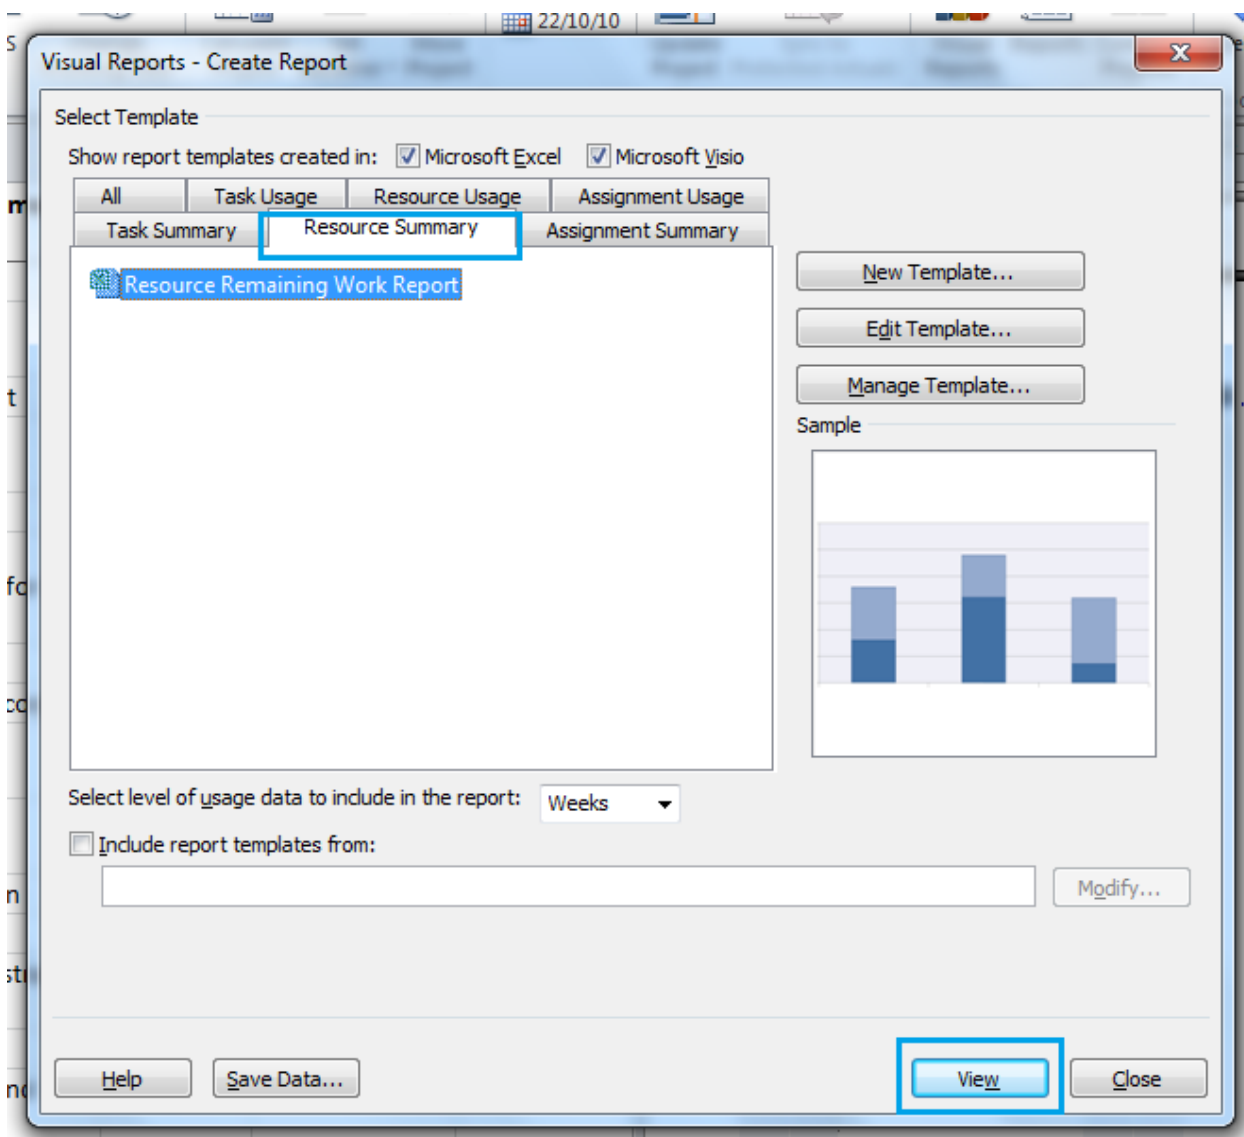 22/10/10
Visual Reports - Create Report
Select Template
Show report templates created in: Microsoft Excel Microsoft Visio
All Task Usage Resource Usage Assignment Usage
Task Summary Resource Summary Assignment Summary
Resource Remaining Work Report
New Template...
Edit Template...
Manage Template...
Sample
Select level of usage data to include in the report: Weeks
Include report templates from:
Modify...
Help Save Data... View Close